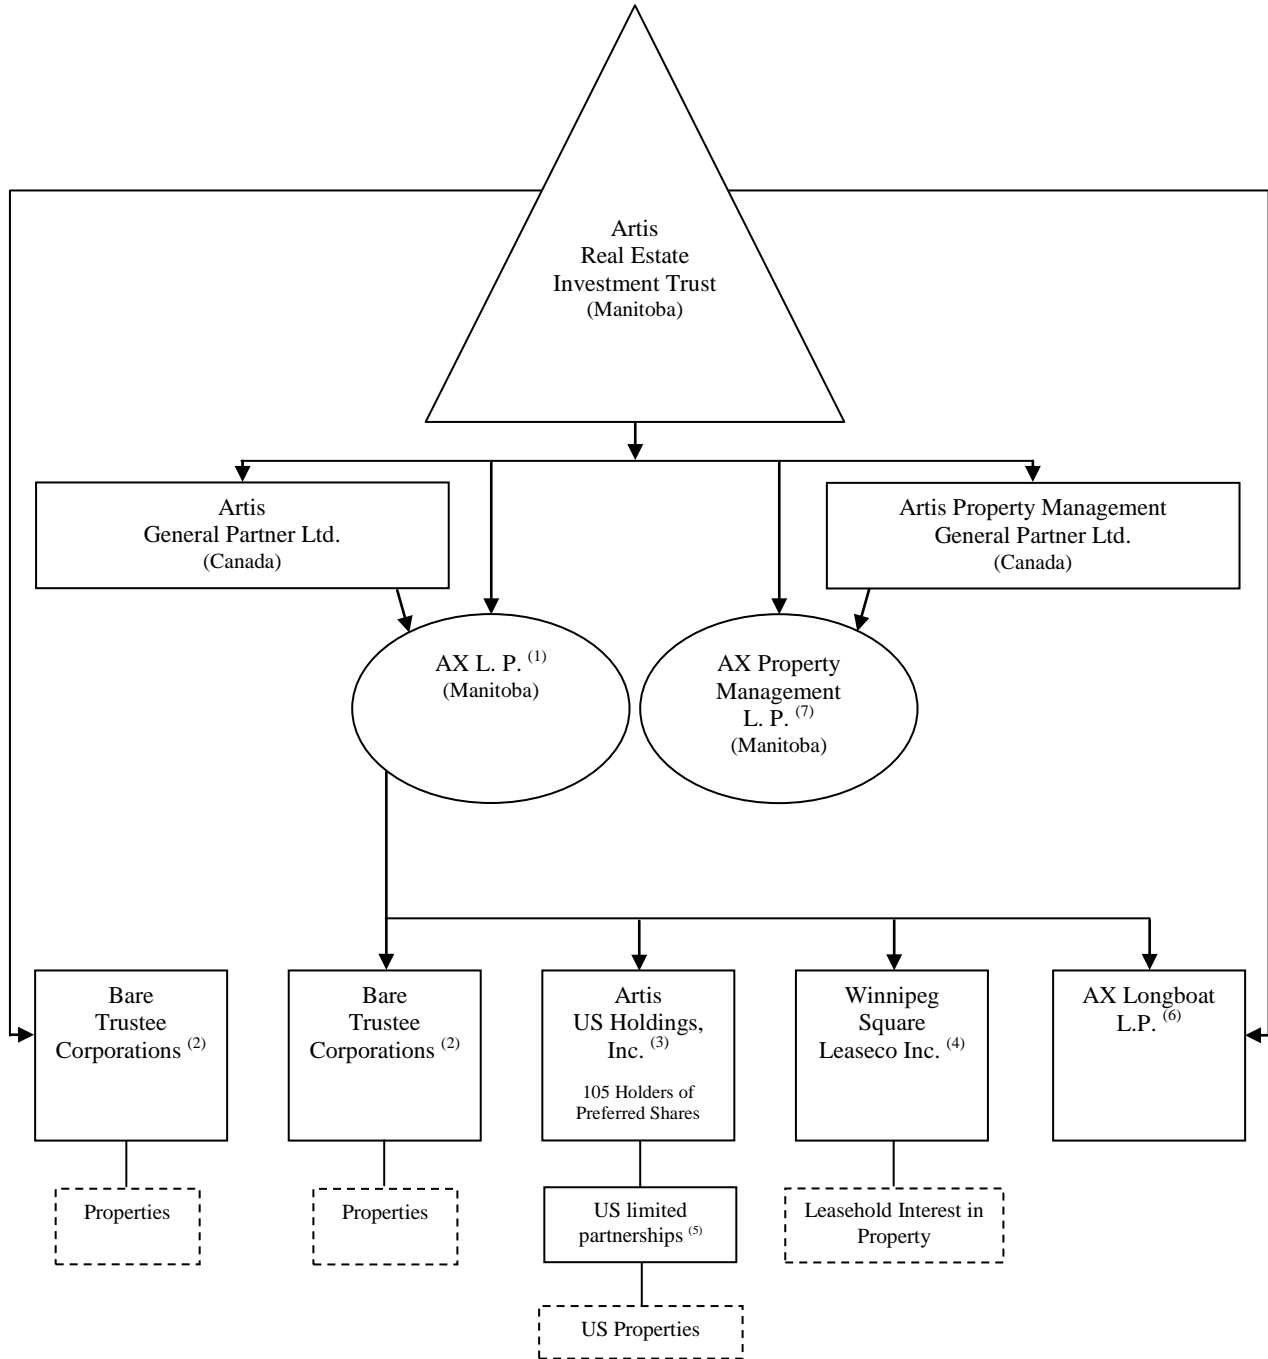 Artis
Real Estate
Investment Trust
(Manitoba)
Artis
General Partner Ltd.
(Canada)
Artis Property Management
General Partner Ltd.
(Canada)
AX L. P. (1)
(Manitoba)
AX Property
Management
L. P. (7)
(Manitoba)
Bare
Trustee
Corporations (2)
Bare
Trustee
Corporations (2)
Artis
US Holdings,
Inc. (3)
105 Holders of
Preferred Shares
Winnipeg
Square
Leaseco Inc. (4)
AX Longboat
L.P. (6)
Properties
Properties
US limited
partnerships (5)
Leasehold Interest in
Property
US Properties